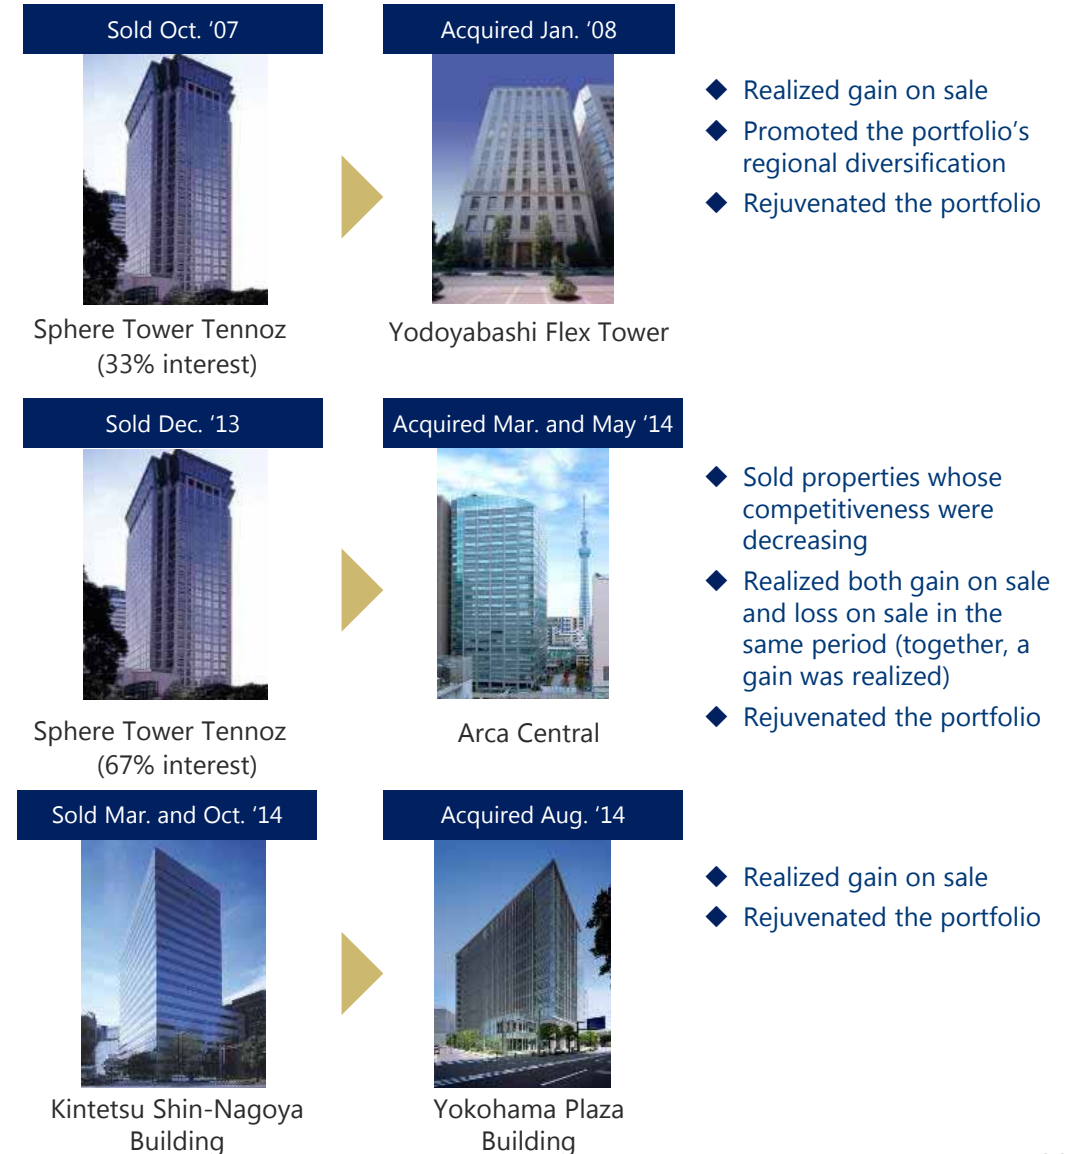 Sold Oct. ‘07
Acquired Jan. ‘08
◆ Realized gain on sale
◆ Promoted the portfolio’s
regional diversification
◆ Rejuvenated the portfolio
Sphere Tower Tennoz
(33% interest)
Yodoyabashi Flex Tower
Sold Dec. ‘13
Acquired Mar. and May ‘14
◆ Sold properties whose
competitiveness were
decreasing
◆ Realized both gain on sale
and loss on sale in the
same period (together, a
gain was realized)
◆ Rejuvenated the portfolio
Sphere Tower Tennoz
(67% interest)
Arca Central
Sold Mar. and Oct. ‘14
Acquired Aug. ‘14
◆ Realized gain on sale
◆ Rejuvenated the portfolio
Kintetsu Shin-Nagoya
Building
Yokohama Plaza
Building